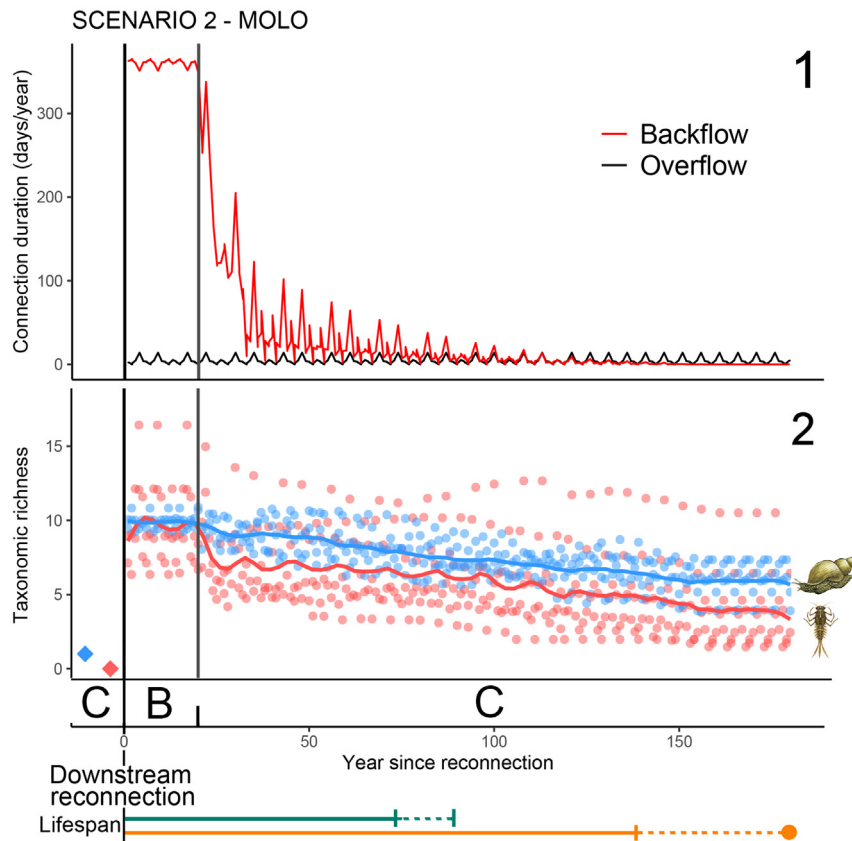 SCENARIO 2 - MOLO
1
Connection duration (days/year)
300
200
100
0
Backflow
Overflow
2
Taxonomic richness
15
10
5
0
C
B
C
0
50
100
150
Year since reconnection
Downstream
reconnection
Lifespan